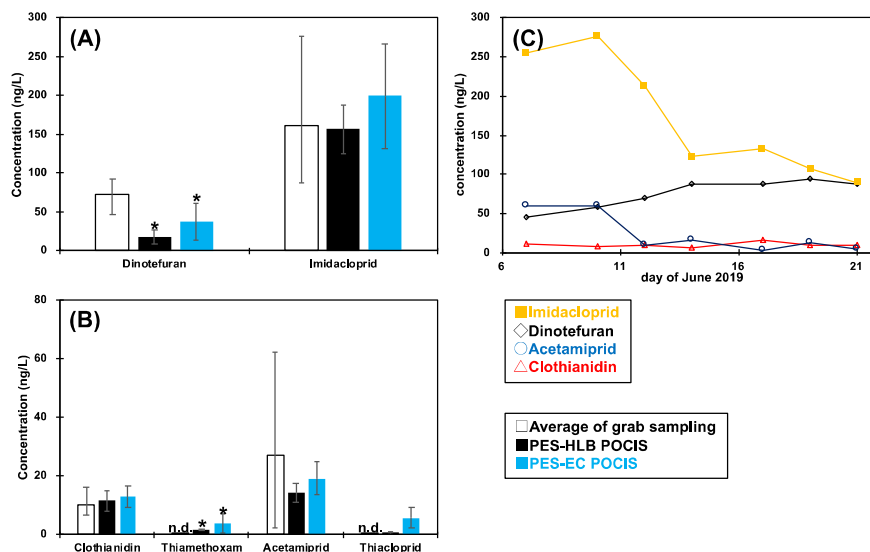 (A)
Concentration (ng/L)
300
250
200
150
100
50
0
*
*
Dinotefuran
Imidacloprid
(C)
concentration (ng/L)
300
250
200
150
100
50
0
6
11
16
21
day of June 2019
(B)
Concentration (ng/L)
80
60
40
20
0
n.d.
*
*
n.d.
Clothianidin
Thiamethoxam
Acetamiprid
Thiacloprid
Imidacloprid
Dinotefuran
Acetamiprid
Clothianidin
Average of grab sampling
PES-HLB POCIS
PES-EC POCIS